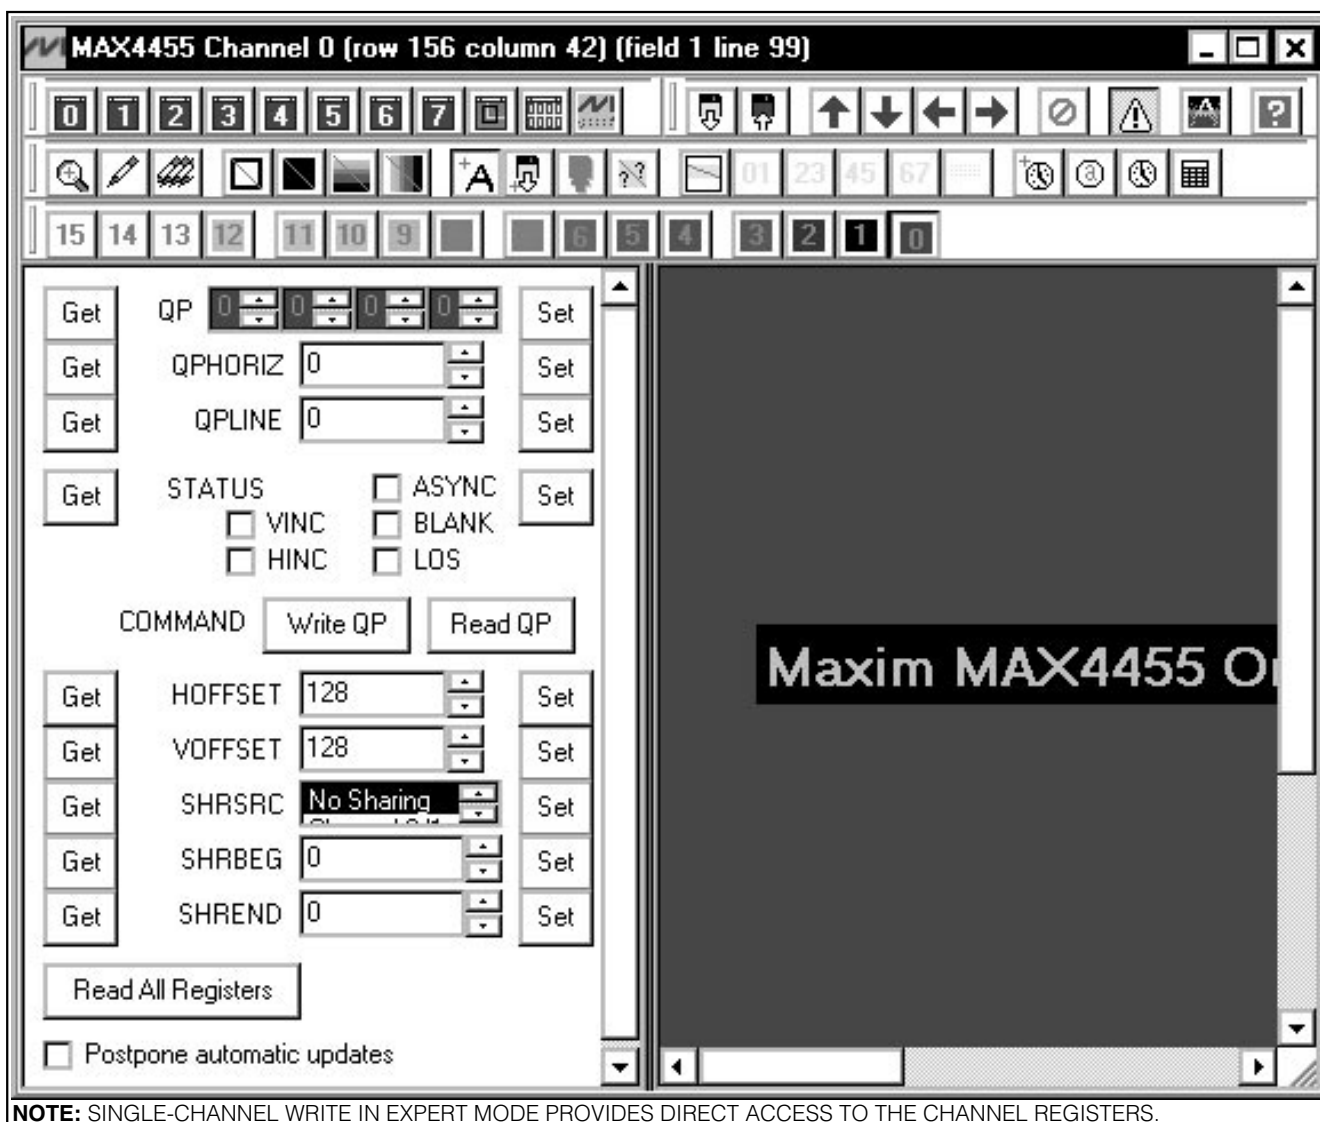 MAX4455 Channel 0 (row 156 column 42) (field 1 line 99)
0 1 2 3 4 5 6 7 A ?
A ?? 01 23 45 67 a
15 14 13 12 11 10 9 6 5 4 3 2 1 0
Get QP 0 0 0 0 Set
Get QPHORIZ 0 Set
Get QPLINE 0 Set
Get STATUS ASYNC Set
VINC BLANK
HINC LOS
COMMAND Write QP Read QP
Maxim MAX4455 O
Get HOFFSET 128 Set
Get VOFFSET 128 Set
Get SHRSRC No Sharing Set
Get SHRBEG 0 Set
Get SHREND 0 Set
Read All Registers
Postpone automatic updates
NOTE: SINGLE-CHANNEL WRITE IN EXPERT MODE PROVIDES DIRECT ACCESS TO THE CHANNEL REGISTERS.